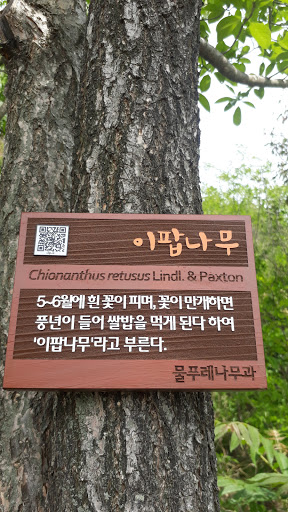 이팝나무
Chionanthus retusus Lindl. & Paxton
5~6월에 흰 꽃이 피며, 꽃이 만개하면
풍년이 들어 쌀밥을 먹게 된다 하여
'이팝나무'라고 부른다.
물푸레나무과